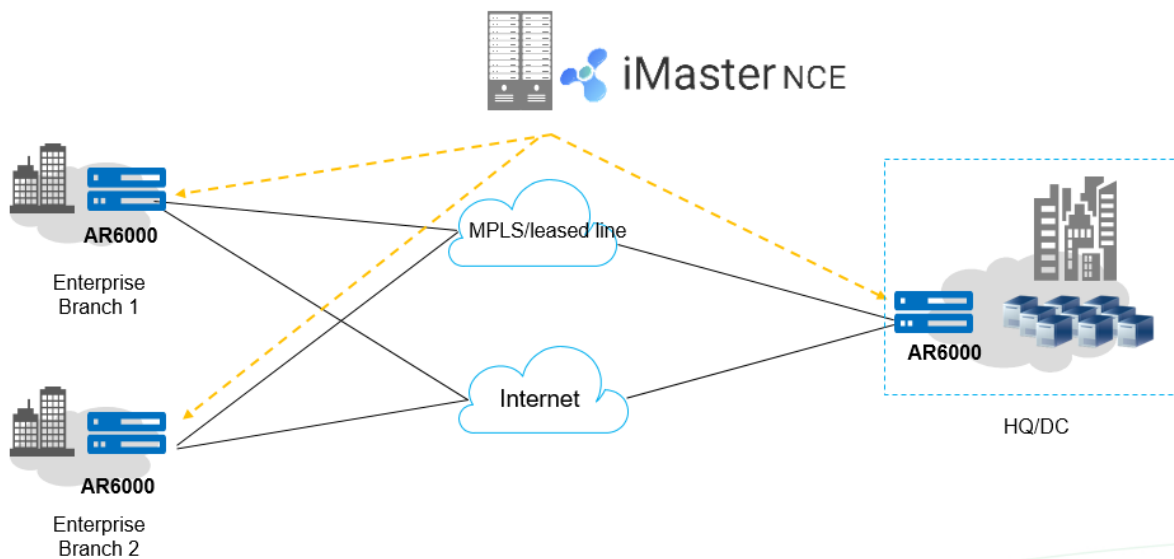 iMaster NCE
AR6000
Enterprise
Branch 1
MPLS/leased line
AR6000
HQ/DC
Internet
AR6000
Enterprise
Branch 2